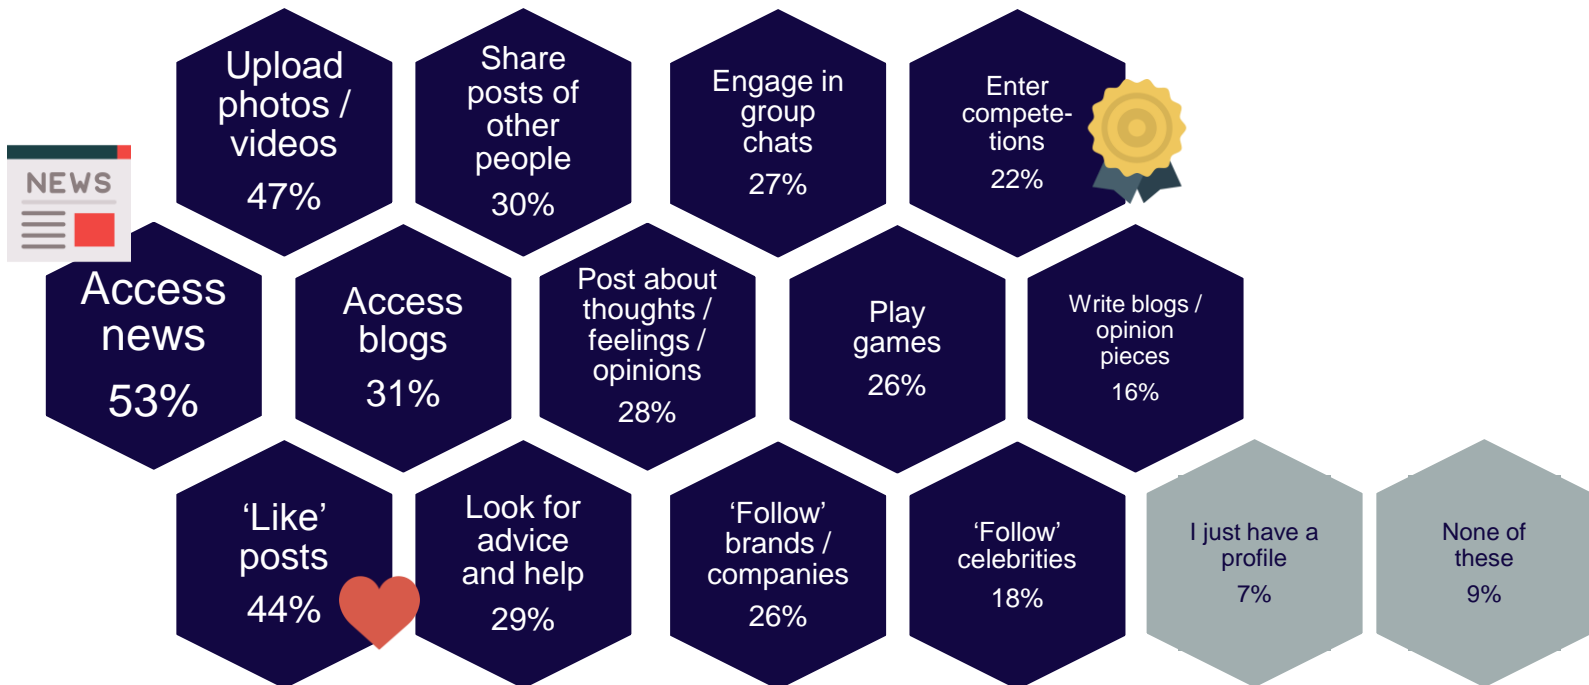 Upload
photos /
videos
47%
Share
posts of
other
people
30%
Engage in
group
chats
27%
Enter
compete-
tions
22%
NEWS
Access
news
53%
Access
blogs
31%
Post about
thoughts /
feelings /
opinions
28%
Play
games
26%
Write blogs /
opinion
pieces
16%
‘Like’
posts
44%
Look for
advice
and help
29%
‘Follow’
brands /
companies
26%
‘Follow’
celebrities
18%
I just have a
profile
7%
None of
these
9%